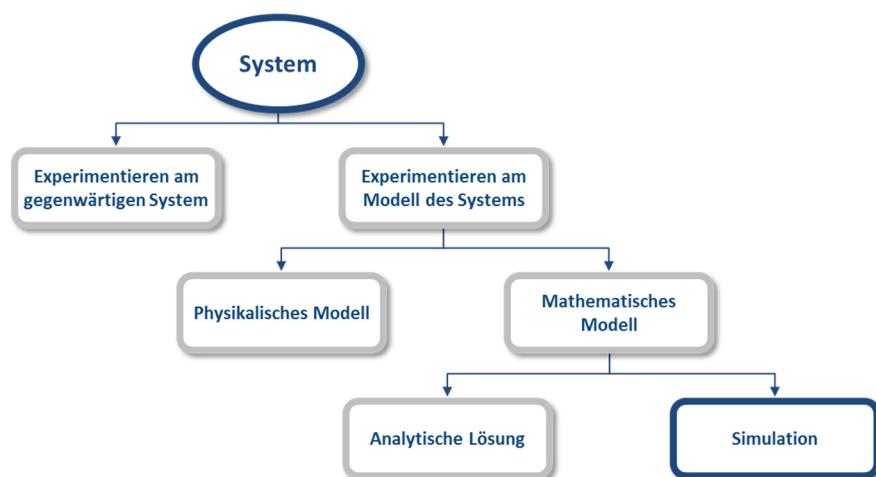 System
Experimentieren am
gegenwärtigen System
Experimentieren am
Modell des Systems
Physikalisches Modell
Mathematisches
Modell
Analytische Lösung
Simulation